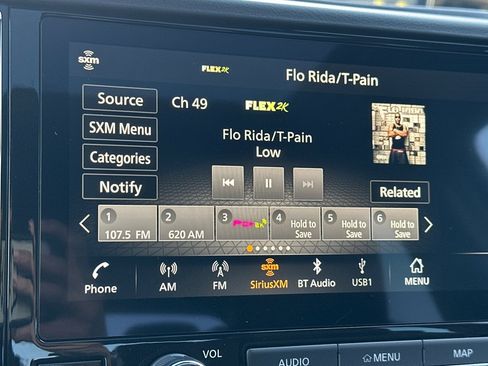 sxm
FLEX2K
Flo Rida/T-Pain
Source
Ch 49
FLEX2K
SXM Menu
Flo Rida/T-Pain
Low
Categories
Notify
Related
1
107.5 FM
2
620 AM
3
POP2K
4
Hold to
Save
5
Hold to
Save
6
Hold to
Save
Phone
AM
FM
sxm
SiriusXM
BT Audio
USB1
MENU
VOL
AUDIO
MENU
MAP